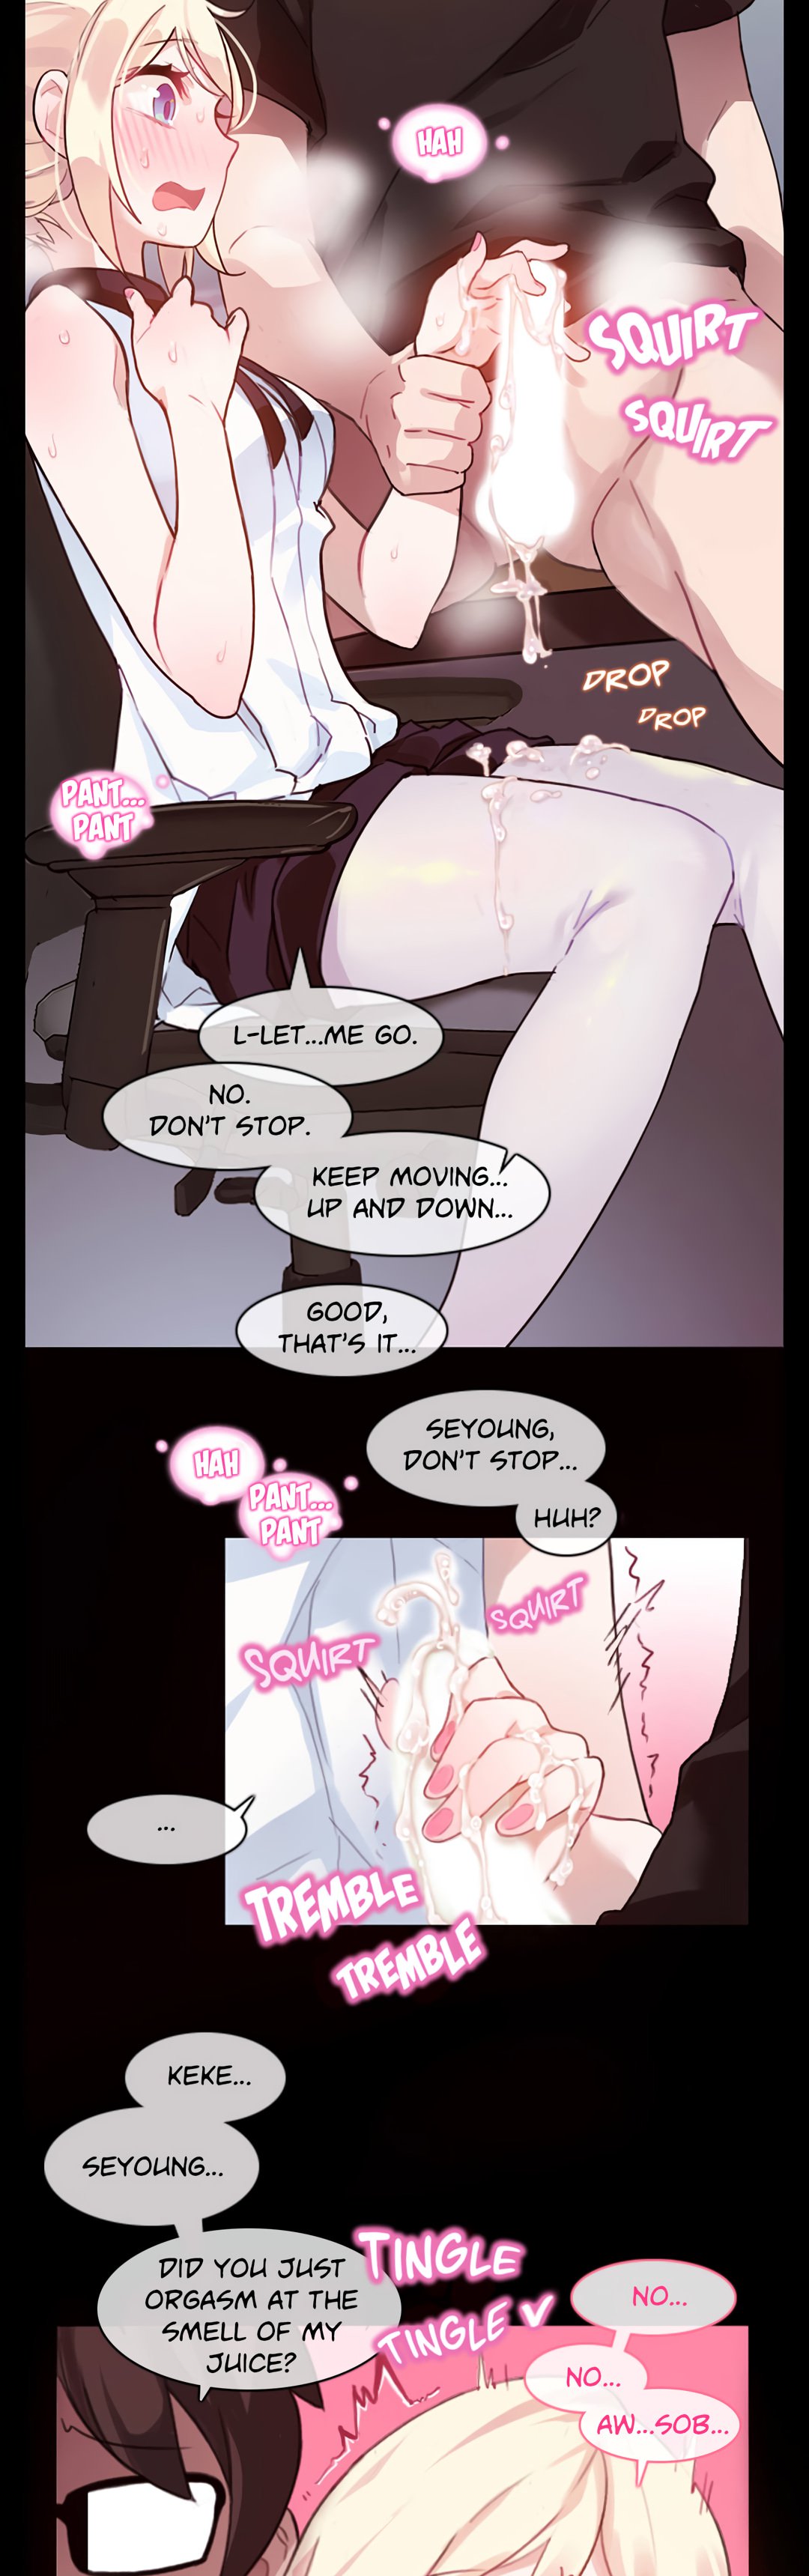 HAH
SQUIRT
SQUIRT
DROP
DROP
PANT...
PANT
L-LET...ME GO.
NO.
DON'T STOP.
KEEP MOVING...
UP AND DOWN...
GOOD,
THAT'S IT...
SEYOUNG,
DON'T STOP...
HAH
PANT...
PANT
HUH?
SQUIRT
SQUIRT
...
TREMBLE
TREMBLE
KEKE...
SEYOUNG...
DID YOU JUST
ORGASM AT THE
SMELL OF MY
JUICE?
TINGLE
TINGLE
NO...
NO...
AW...SOB...